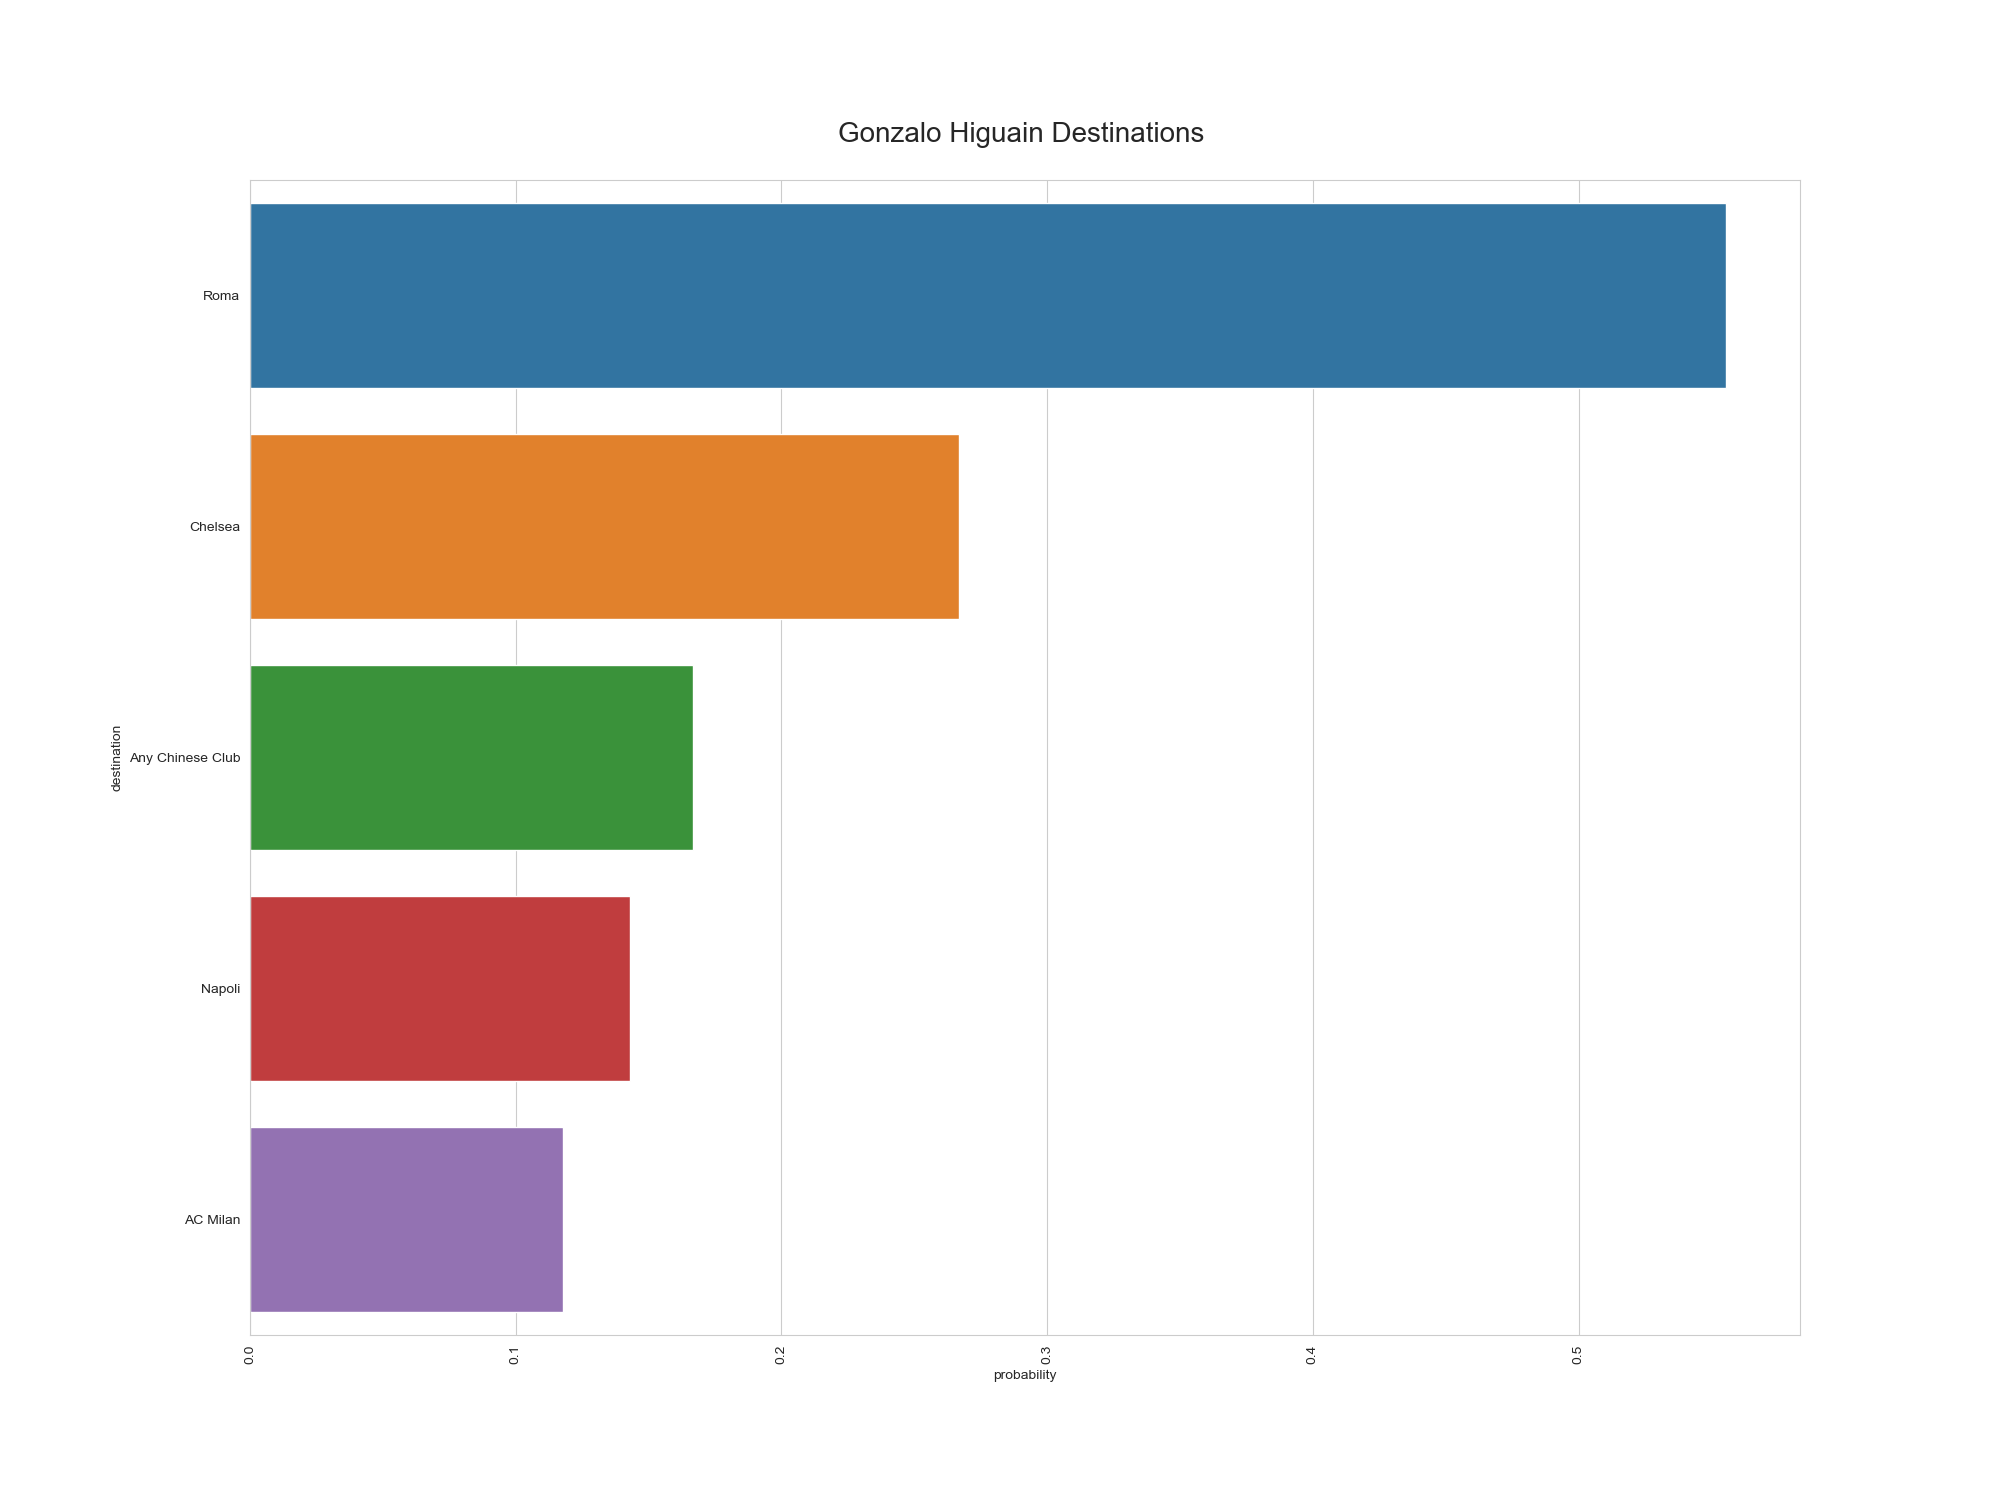 Gonzalo Higuain Destinations
Roma
Chelsea
Any Chinese Club
Napoli
AC Milan
destination
0.0
0.1
0.2
0.3
0.4
0.5
probability